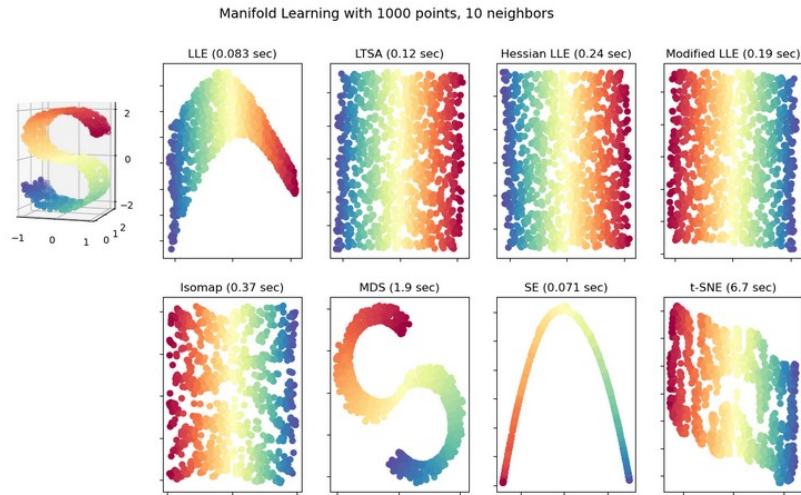 Manifold Learning with 1000 points, 10 neighbors
LLE (0.083 sec)
LTSA (0.12 sec)
Hessian LLE (0.24 sec)
Modified LLE (0.19 sec)
2
0
−2
−1 0 1 0 2
Isomap (0.37 sec)
MDS (1.9 sec)
SE (0.071 sec)
t-SNE (6.7 sec)